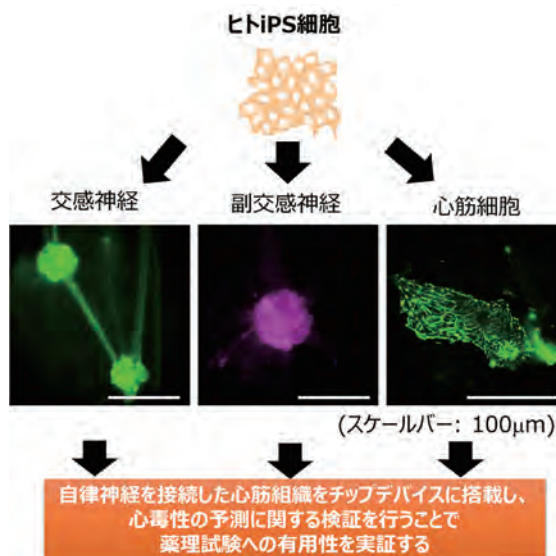 ヒトiPS細胞
交感神経
副交感神経
心筋細胞
(スケールバー: 100μm)
自律神経を接続した心筋組織をチップデバイスに搭載し、
心毒性の予測に関する検証を行うことで
薬理試験への有用性を実証する